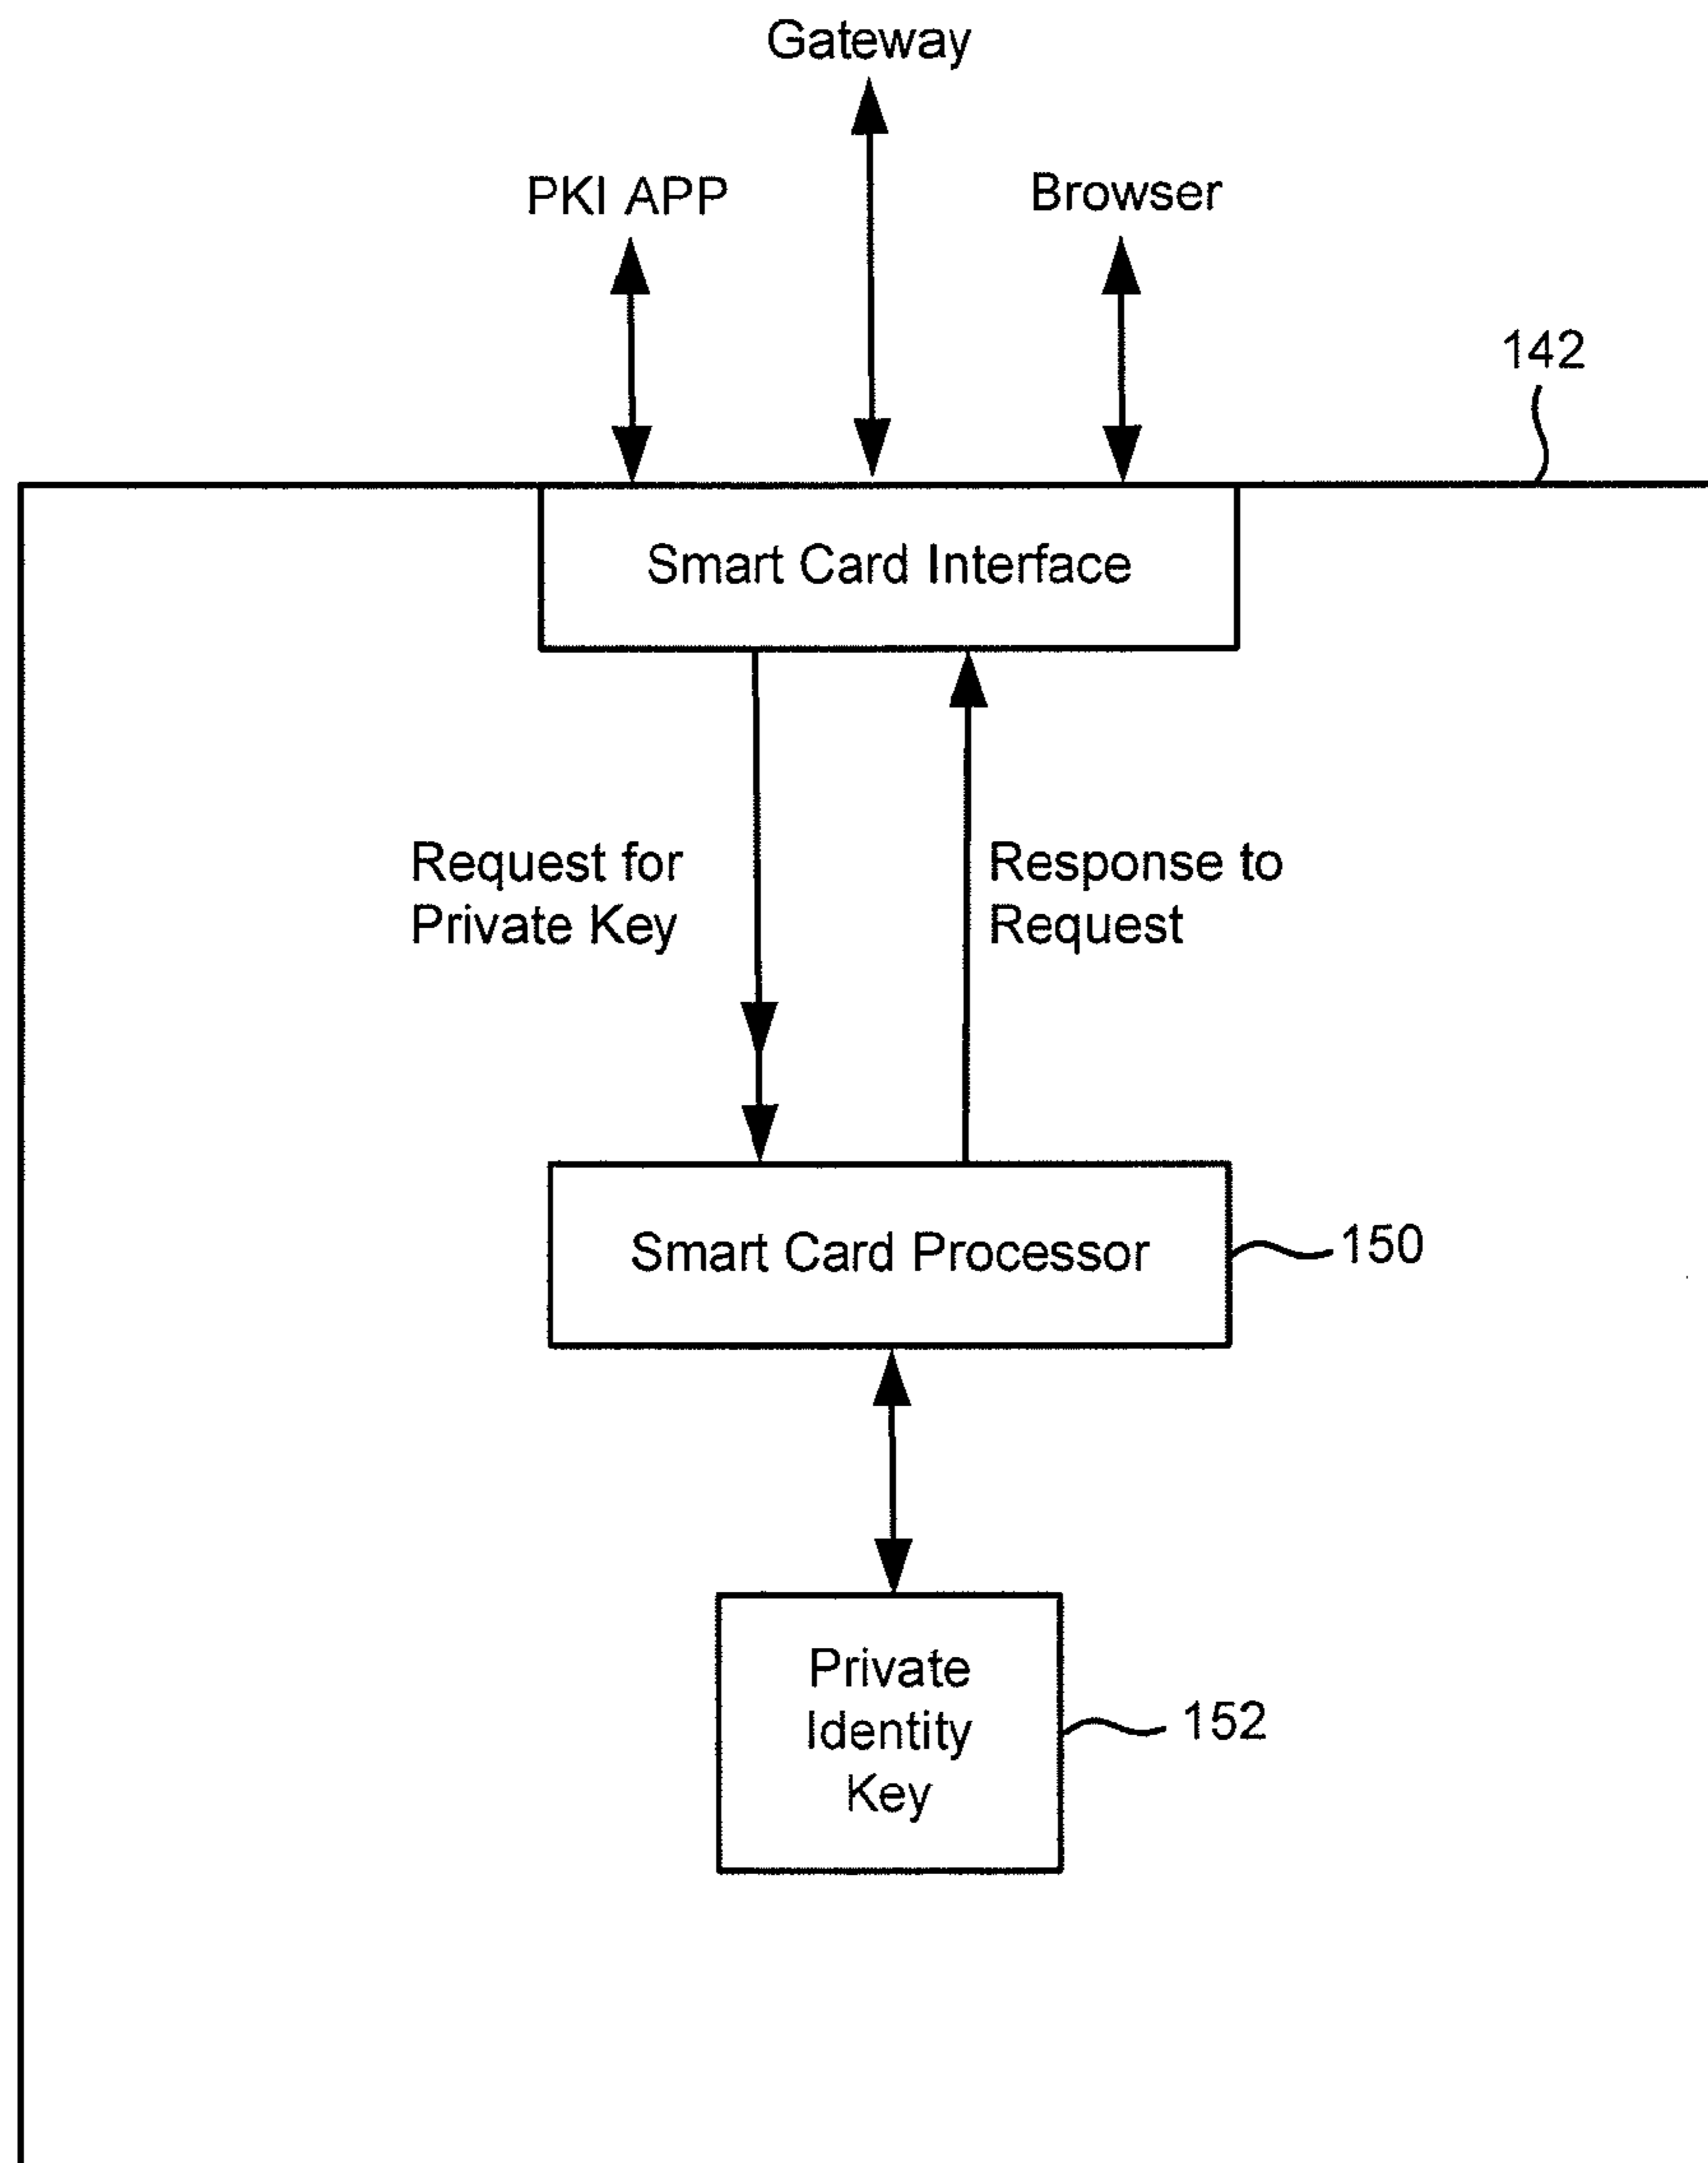 Gateway
PKI APP
Browser
142
Smart Card Interface
Request for
Private Key
Response to
Request
Smart Card Processor
150
Private
Identity
Key
152